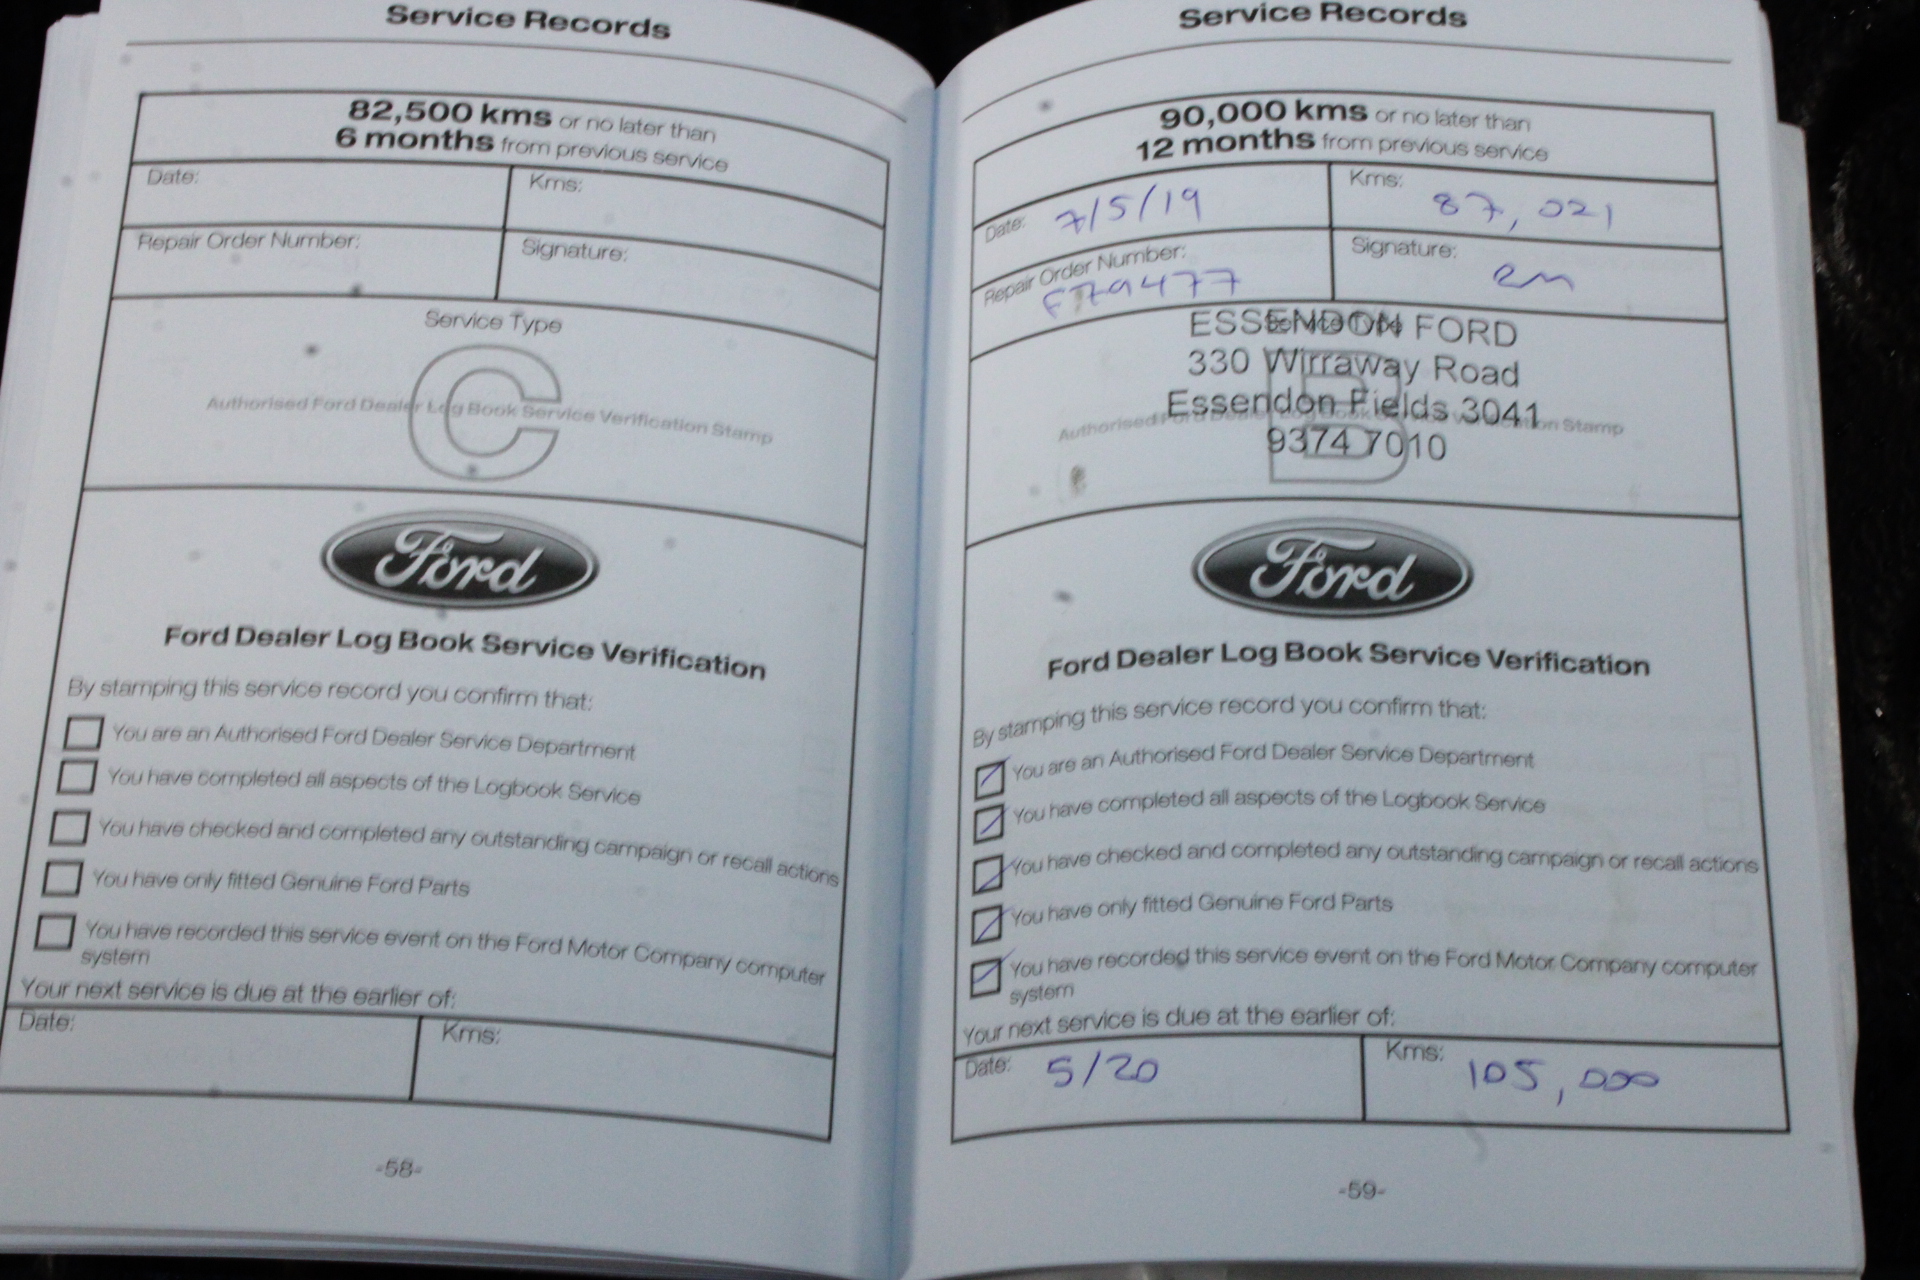 Service Records
82,500 kms or no later than
6 months from previous service
Date:
Kms:
Repair Order Number:
Signature:
Service Type
C
Authorised Ford Dealer Log Book Service Verification Stamp
Ford
Ford Dealer Log Book Service Verification
By stamping this service record you confirm that:
You are an Authorised Ford Dealer Service Department
You have completed all aspects of the Logbook Service
You have checked and completed any outstanding campaign or recall actions
You have only fitted Genuine Ford Parts
You have recorded this service event on the Ford Motor Company computer
system
Your next service is due at the earlier of:
Date:
Kms:
-58-
Service Records
90,000 kms or no later than
12 months from previous service
Date: 7/5/19
Kms: 87,021
Repair Order Number:
F79477
Signature:
Service Type
ESSENDON FORD
330 Wirraway Road
Essendon Fields 3041
9374 7010
B
Authorised Ford Dealer Log Book Service Verification Stamp
Ford
Ford Dealer Log Book Service Verification
By stamping this service record you confirm that:
You are an Authorised Ford Dealer Service Department
You have completed all aspects of the Logbook Service
You have checked and completed any outstanding campaign or recall actions
You have only fitted Genuine Ford Parts
You have recorded this service event on the Ford Motor Company computer
system
Your next service is due at the earlier of:
Date: 5/20
Kms: 105,000
-59-